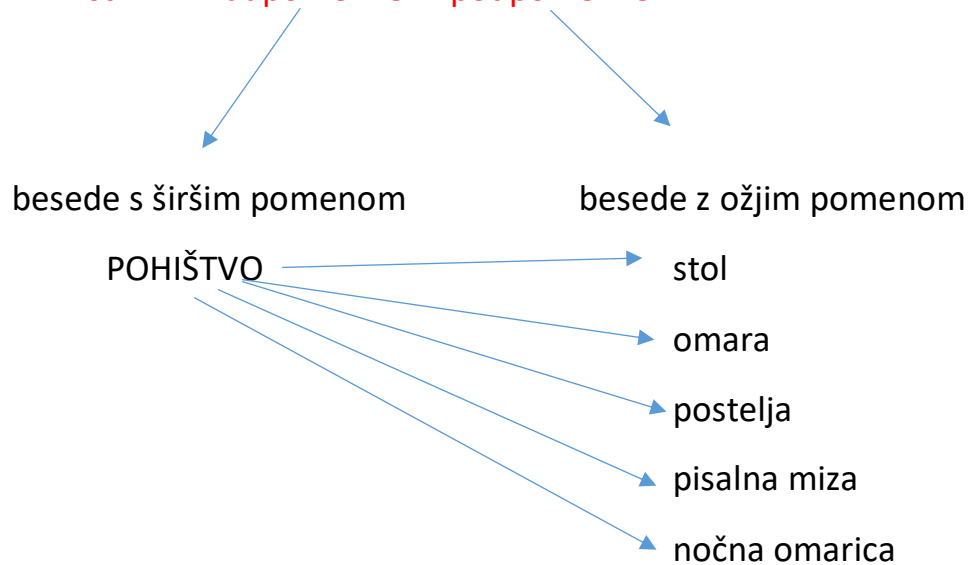 besede s širšim pomenom
besede z ožjim pomenom
POHIŠTVO
stol
omara
postelja
pisalna miza
nočna omarica